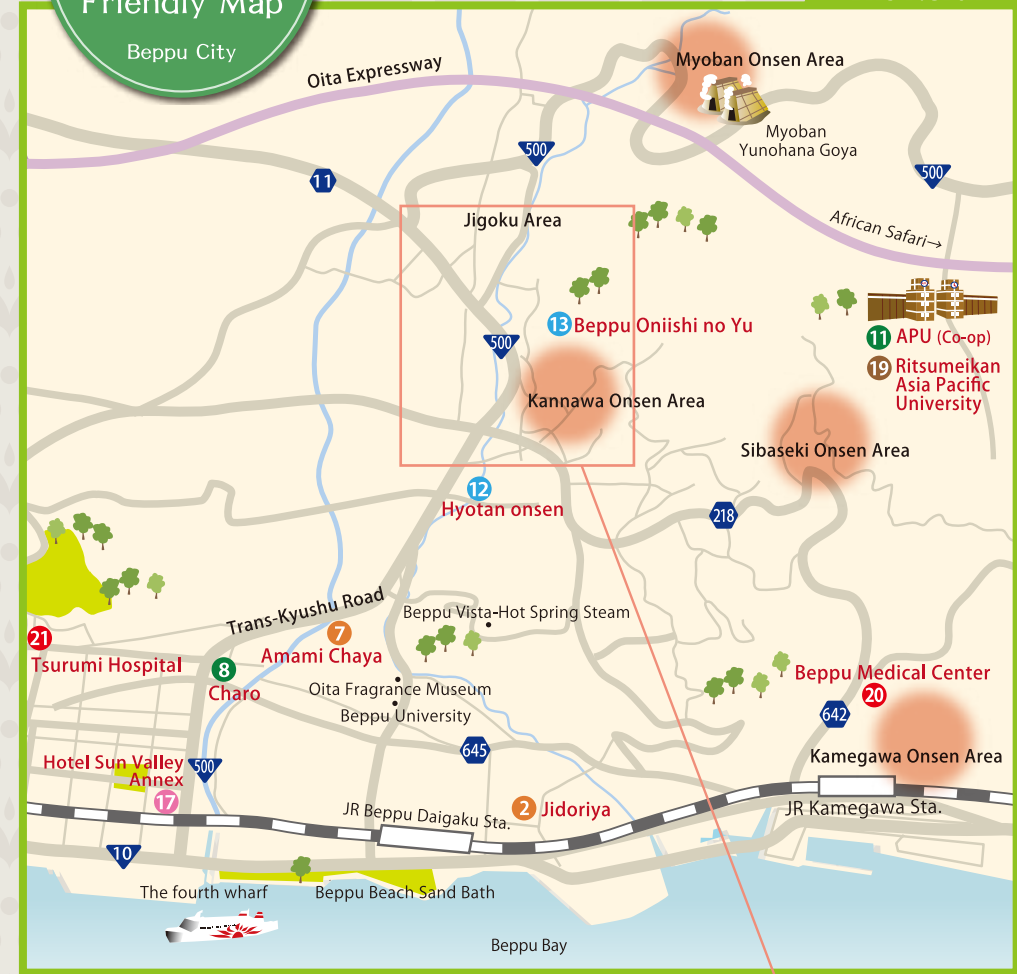 Friendly Map
Beppu City
Oita Expressway
Myoban Onsen Area
Myoban
Yunohana Goya
500
500
11
African Safari→
Jigoku Area
13 Beppu Oniishi no Yu
500
Kannawa Onsen Area
11 APU (Co-op)
19 Ritsumeikan
Asia Pacific
University
Sibaseki Onsen Area
12
Hyotan onsen
218
Trans-Kyushu Road
Beppu Vista-Hot Spring Steam
21
Tsurumi Hospital
7
Amami Chaya
8
Charo
Oita Fragrance Museum
Beppu University
Beppu Medical Center
20
642
645
Kamegawa Onsen Area
Hotel Sun Valley
Annex
17
500
JR Beppu Daigaku Sta.
2 Jidoriya
JR Kamegawa Sta.
10
The fourth wharf
Beppu Beach Sand Bath
Beppu Bay